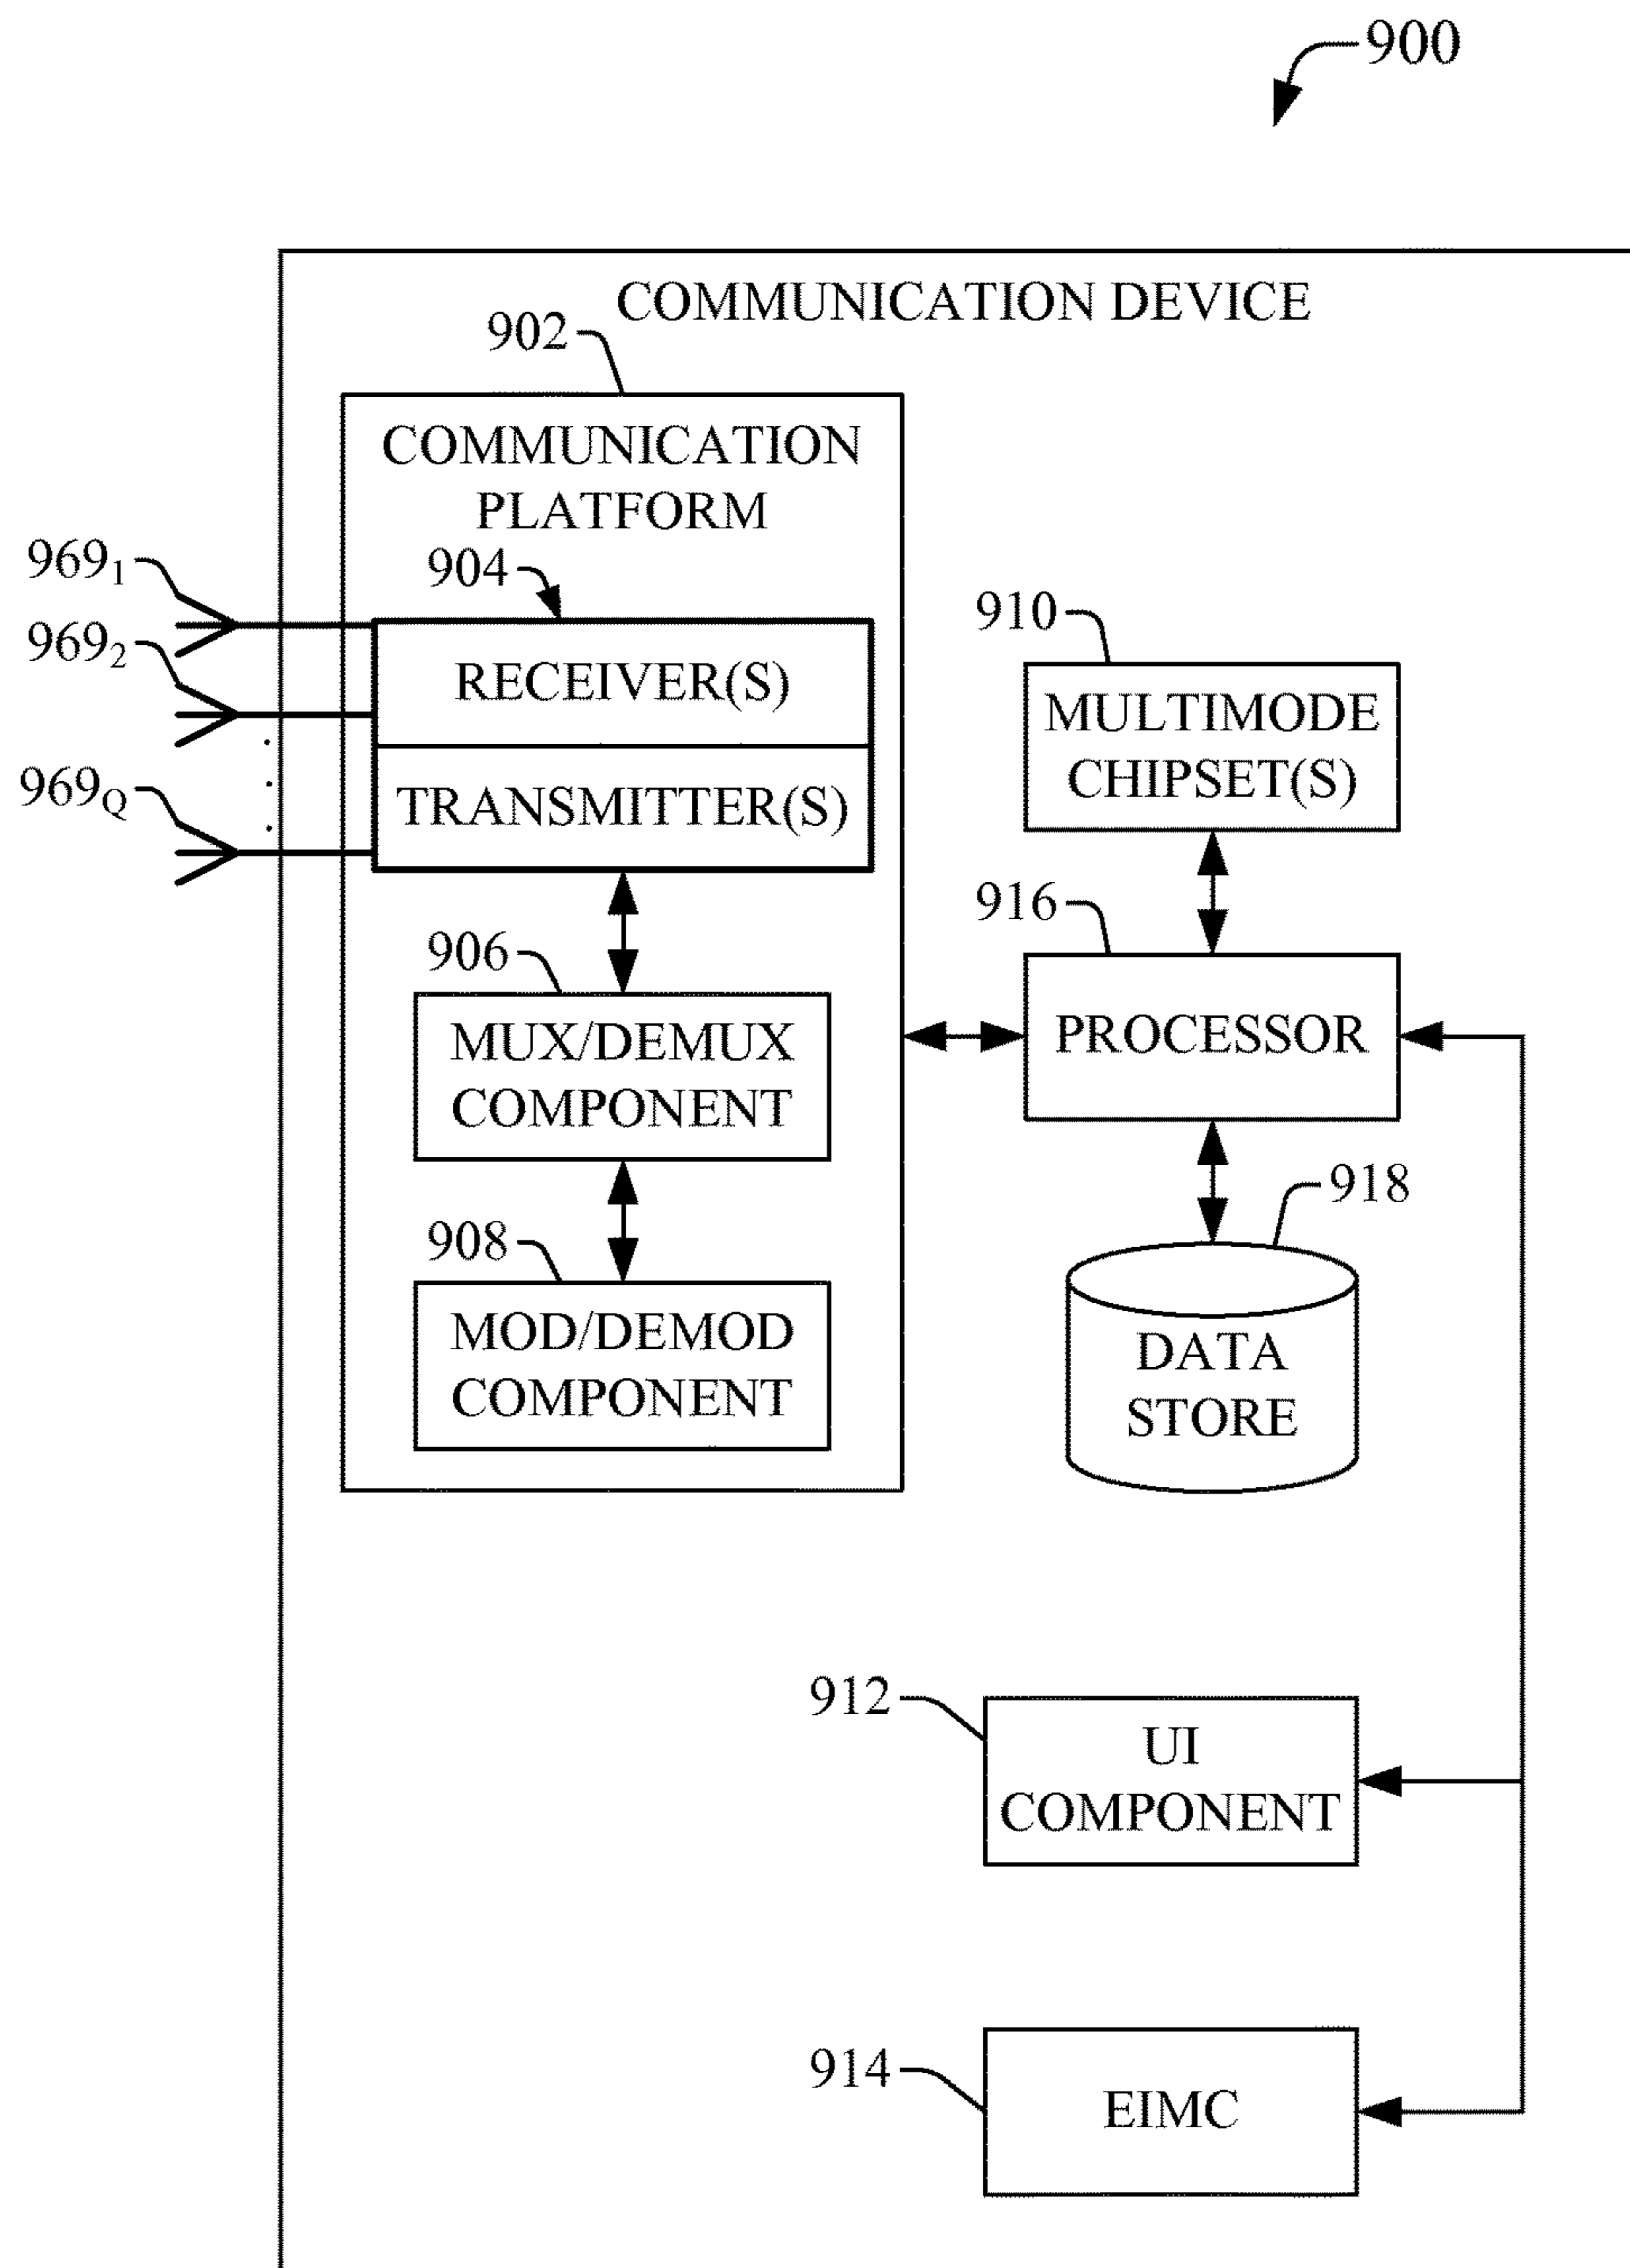 900
COMMUNICATION DEVICE
902
COMMUNICATION
PLATFORM
904
969₁
969₂
969Q
RECEIVER(S)
TRANSMITTER(S)
906
MUX/DEMUX
COMPONENT
908
MOD/DEMOD
COMPONENT
910
MULTIMODE
CHIPSET(S)
916
PROCESSOR
918
DATA
STORE
912
UI
COMPONENT
914
EIMC